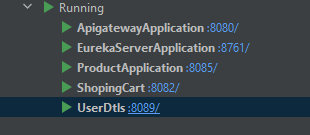 Running
ApigatewayApplication :8080/
EurekaServerApplication :8761/
ProductApplication :8085/
ShopingCart :8082/
UserDtls :8089/